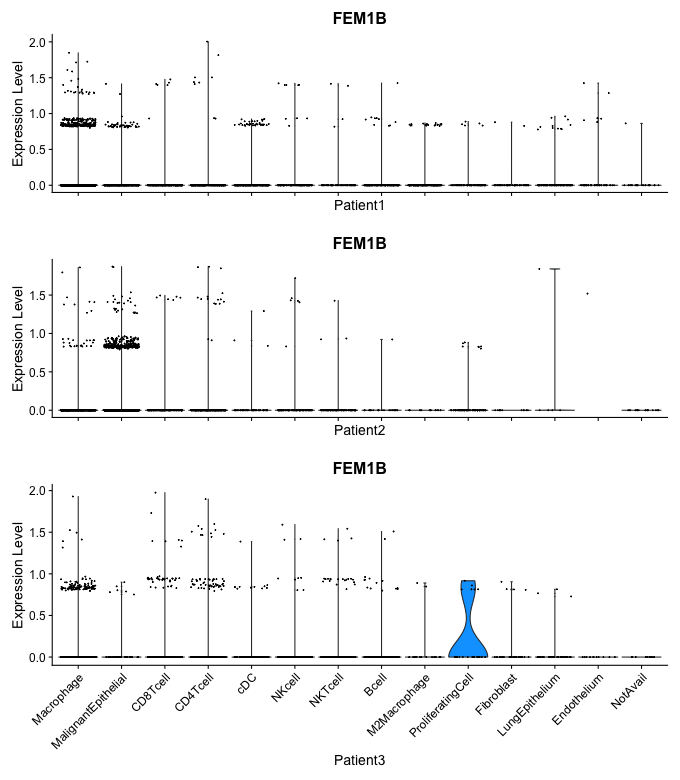 FEM1B
Expression Level
2.0
1.5
1.0
0.5
0.0
Patient1
FEM1B
Expression Level
1.5
1.0
0.5
0.0
Patient2
FEM1B
Expression Level
2.0
1.5
1.0
0.5
0.0
Macrophage
MalignantEpithelial
CD8Tcell
CD4Tcell
cDC
NKcell
NKTcell
Bcell
M2Macrophage
ProliferatingCell
Fibroblast
LungEpithelium
Endothelium
NotAvail
Patient3